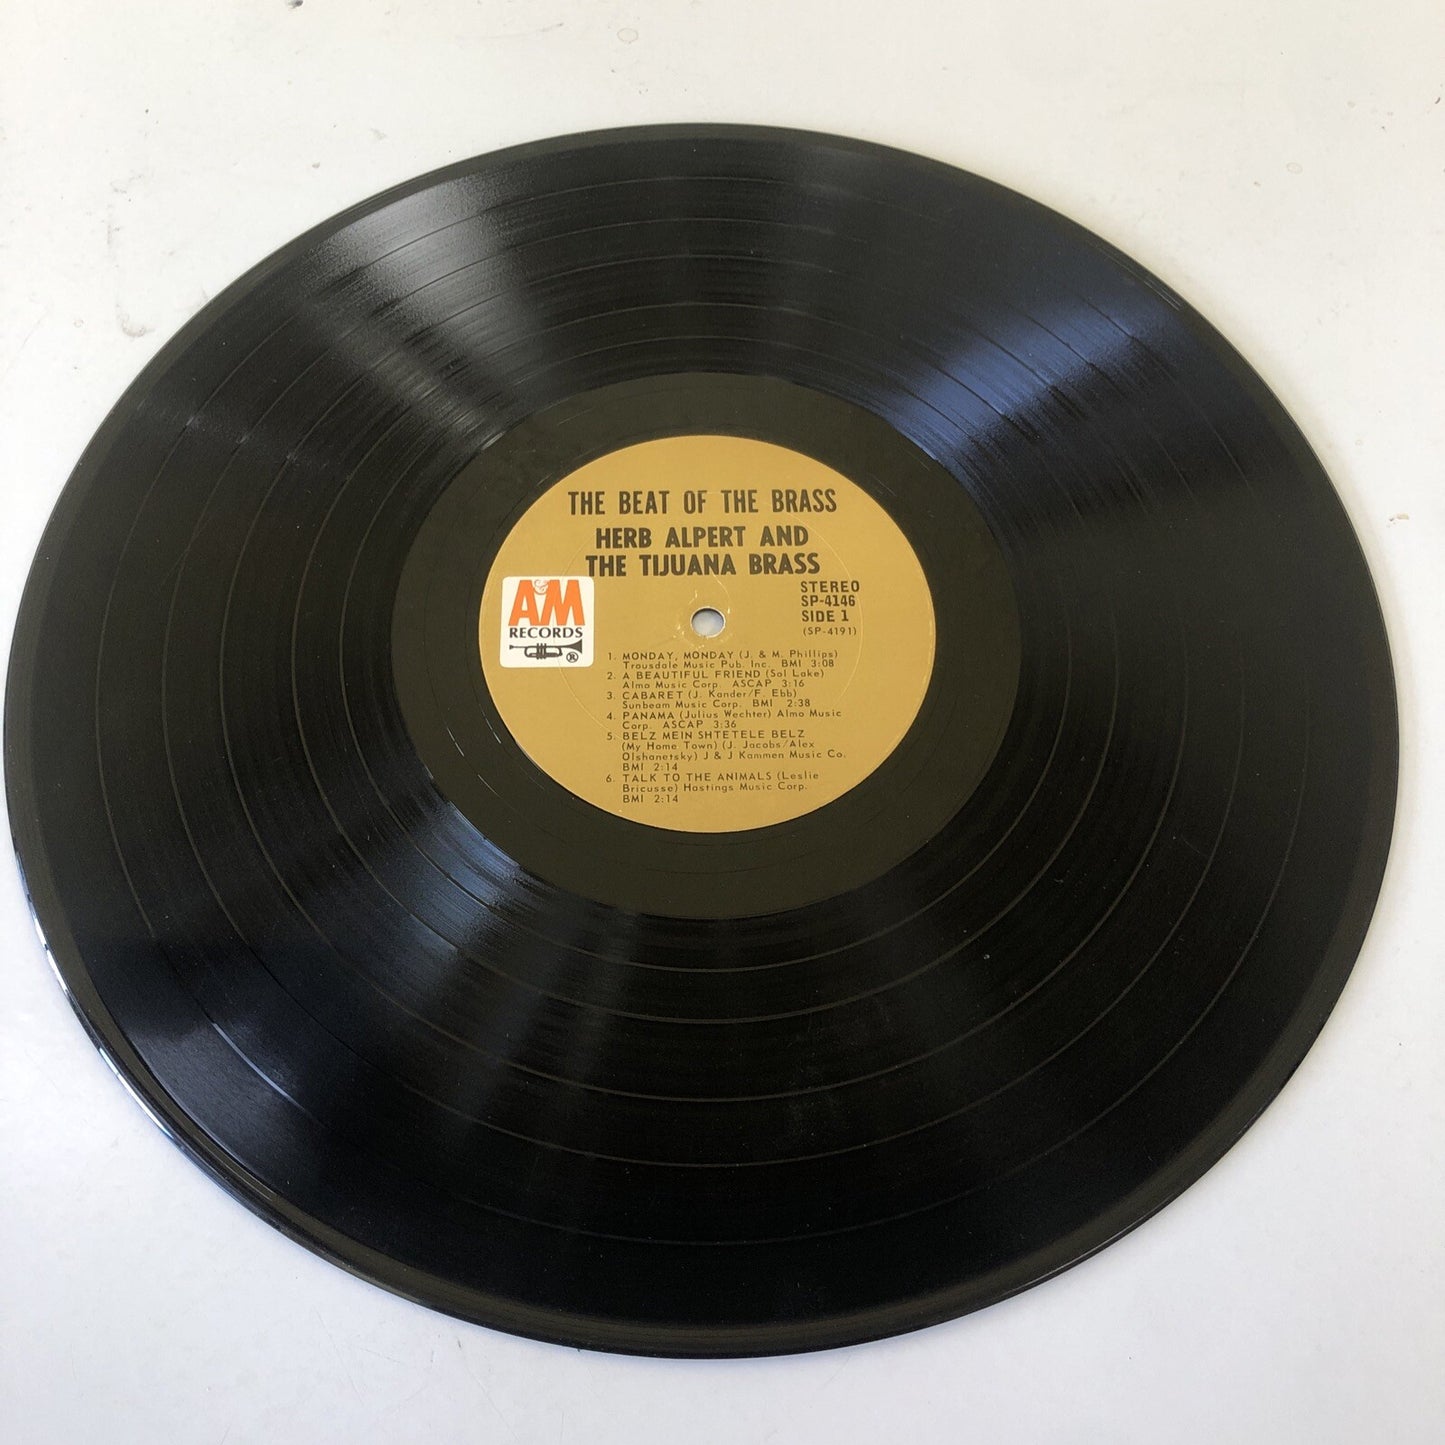 THE BEAT OF THE BRASS
HERB ALPERT AND
THE TIJUANA BRASS
A&M
RECORDS
®
STEREO
SP-4146
SIDE 1
(SP-4191)
1. MONDAY, MONDAY (J. & M. Phillips)
Trousdale Music Pub. Inc. BMI 3:08
2. A BEAUTIFUL FRIEND (Sol Lake)
Almo Music Corp. ASCAP 3:16
3. CABARET (J. Kander/F. Ebb)
Sunbeam Music Corp. BMI 2:38
4. PANAMA (Julius Wechter) Almo Music
Corp. ASCAP 3:36
5. BELZ MEIN SHTETELE BELZ
(My Home Town) (J. Jacobs/Alex
Olshanetsky) J & J Kammen Music Co.
BMI 2:14
6. TALK TO THE ANIMALS (Leslie
Bricusse) Hastings Music Corp.
BMI 2:14